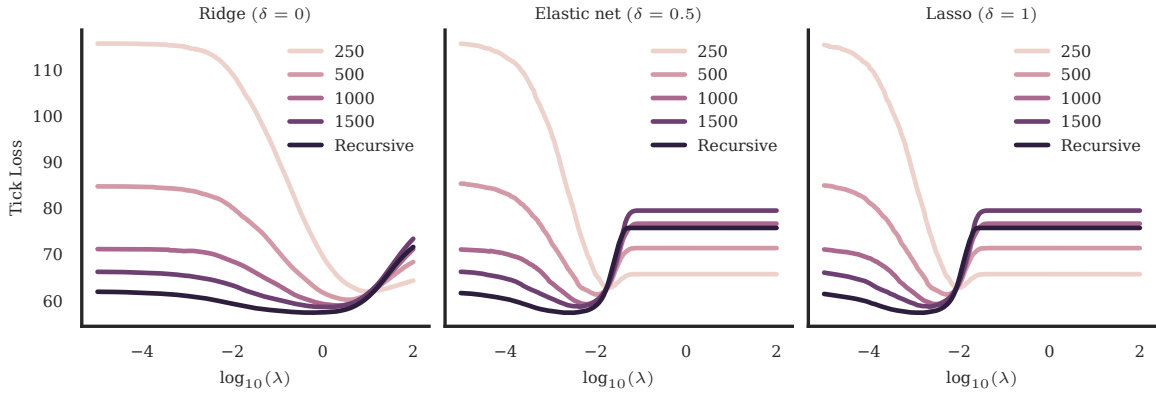 Ridge (δ = 0)
Elastic net (δ = 0.5)
Lasso (δ = 1)
Tick Loss
110
100
90
80
70
60
250
500
1000
1500
Recursive
250
500
1000
1500
Recursive
250
500
1000
1500
Recursive
−4 −2 0 2
−4 −2 0 2
−4 −2 0 2
log₁₀(λ)
log₁₀(λ)
log₁₀(λ)